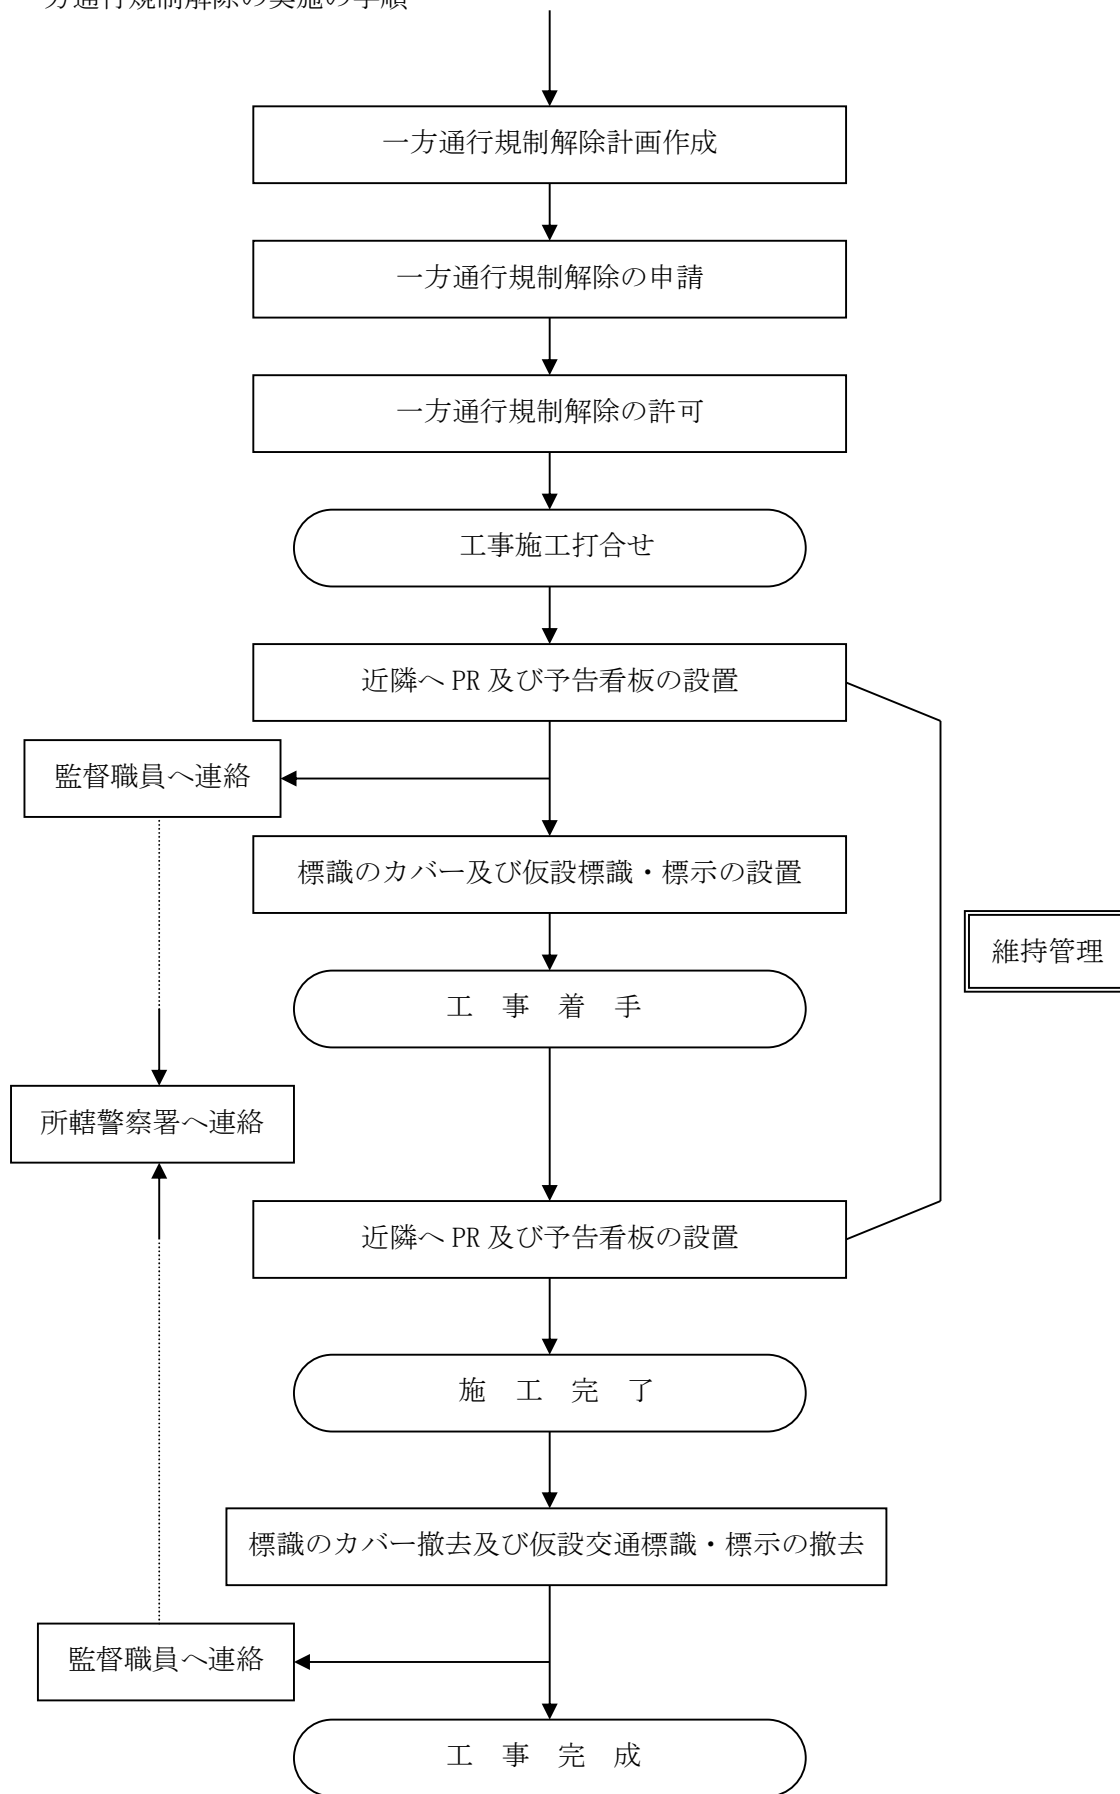 方通行規制解除の実施の手順
一方通行規制解除計画作成
一方通行規制解除の申請
一方通行規制解除の許可
工事施工打合せ
近隣へ PR 及び予告看板の設置
監督職員へ連絡
標識のカバー及び仮設標識・標示の設置
維持管理
工 事 着 手
所轄警察署へ連絡
近隣へ PR 及び予告看板の設置
施 工 完 了
標識のカバー撤去及び仮設交通標識・標示の撤去
監督職員へ連絡
工 事 完 成